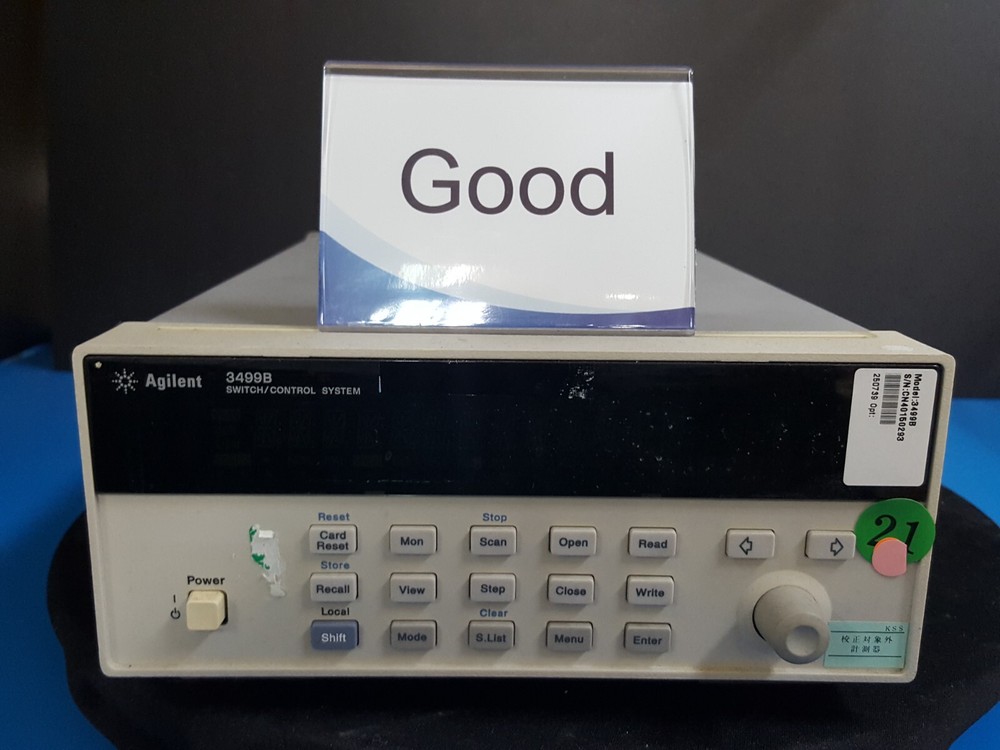 Good
Agilent 3499B
SWITCH/CONTROL SYSTEM
Model:3499B
S/N:CN40150293
250739 Opt:
21
Reset
Stop
Card Reset
Mon
Scan
Open
Read
Store
Recall
View
Step
Close
Write
Power
Local
Clear
Shift
Mode
S.List
Menu
Enter
KSS
校正対象外
計測器